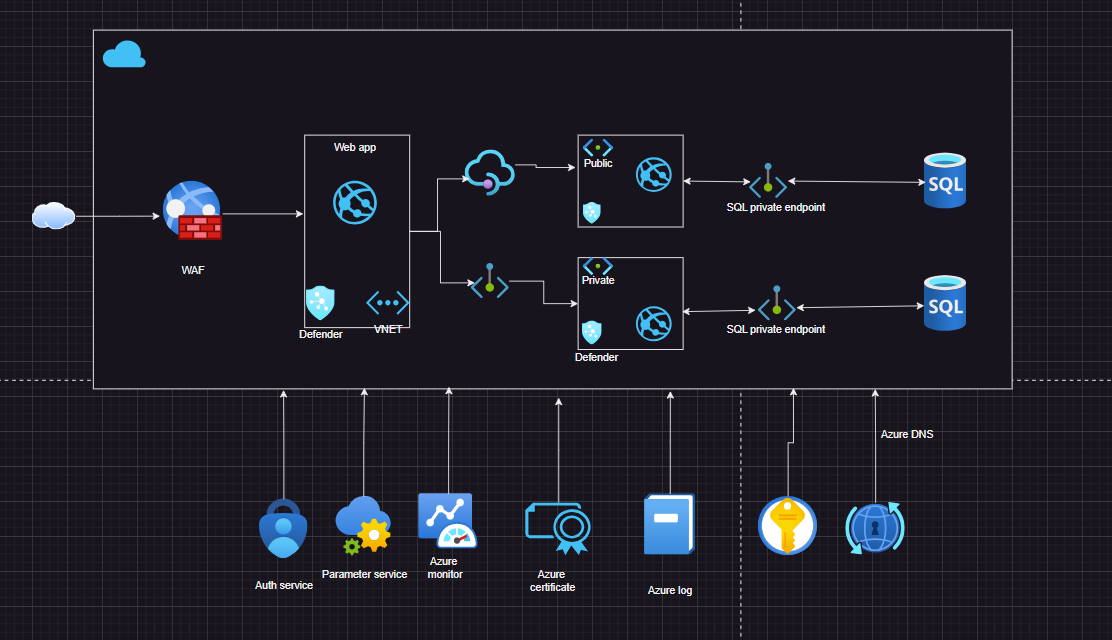 Web app
Public
SQL
SQL private endpoint
WAF
Private
SQL
SQL private endpoint
VNET
Defender
Defender
Azure DNS
Azure
monitor
Parameter service
Auth service
Azure
certificate
Azure log